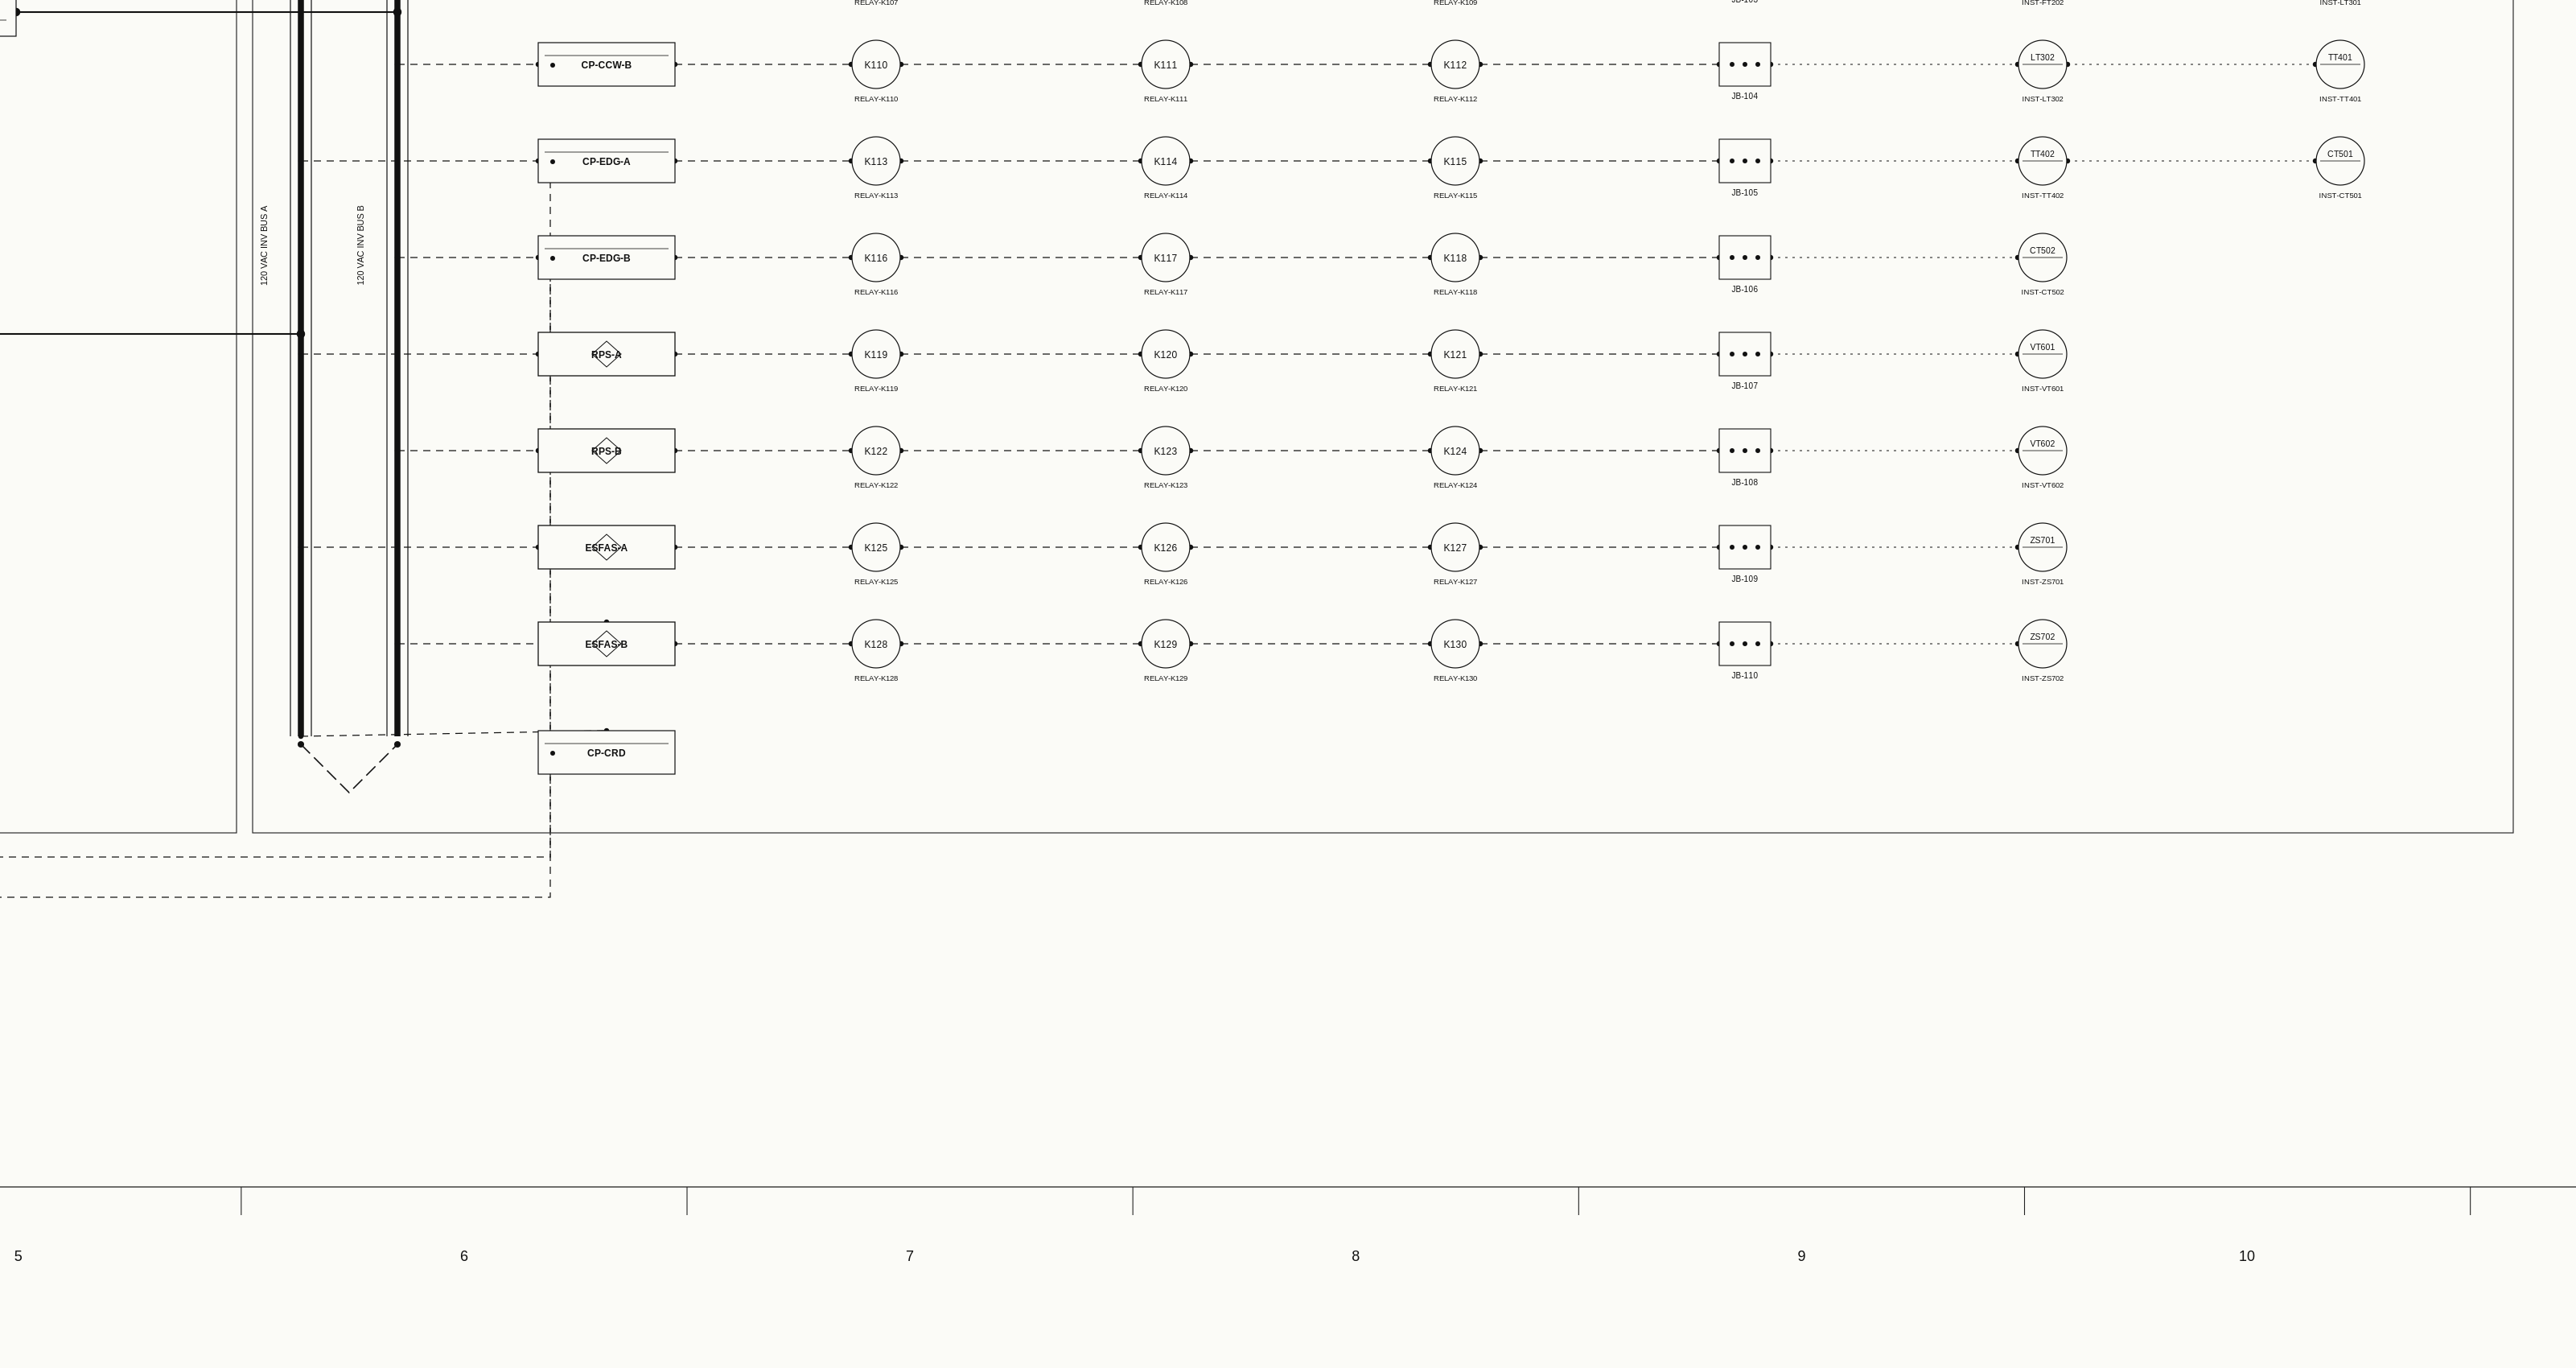 RELAY-K107 RELAY-K108 RELAY-K109 JB-103 INST-FT202 INST-LT301
CP-CCW-B K110 K111 K112 LT302 TT401
RELAY-K110 RELAY-K111 RELAY-K112 JB-104 INST-LT302 INST-TT401
CP-EDG-A K113 K114 K115 TT402 CT501
RELAY-K113 RELAY-K114 RELAY-K115 JB-105 INST-TT402 INST-CT501
120 VAC INV BUS A
120 VAC INV BUS B
CP-EDG-B K116 K117 K118 CT502
RELAY-K116 RELAY-K117 RELAY-K118 JB-106 INST-CT502
RPS-A K119 K120 K121 VT601
RELAY-K119 RELAY-K120 RELAY-K121 JB-107 INST-VT601
RPS-B K122 K123 K124 VT602
RELAY-K122 RELAY-K123 RELAY-K124 JB-108 INST-VT602
ESFAS-A K125 K126 K127 ZS701
RELAY-K125 RELAY-K126 RELAY-K127 JB-109 INST-ZS701
ESFAS-B K128 K129 K130 ZS702
RELAY-K128 RELAY-K129 RELAY-K130 JB-110 INST-ZS702
CP-CRD
5 6 7 8 9 10